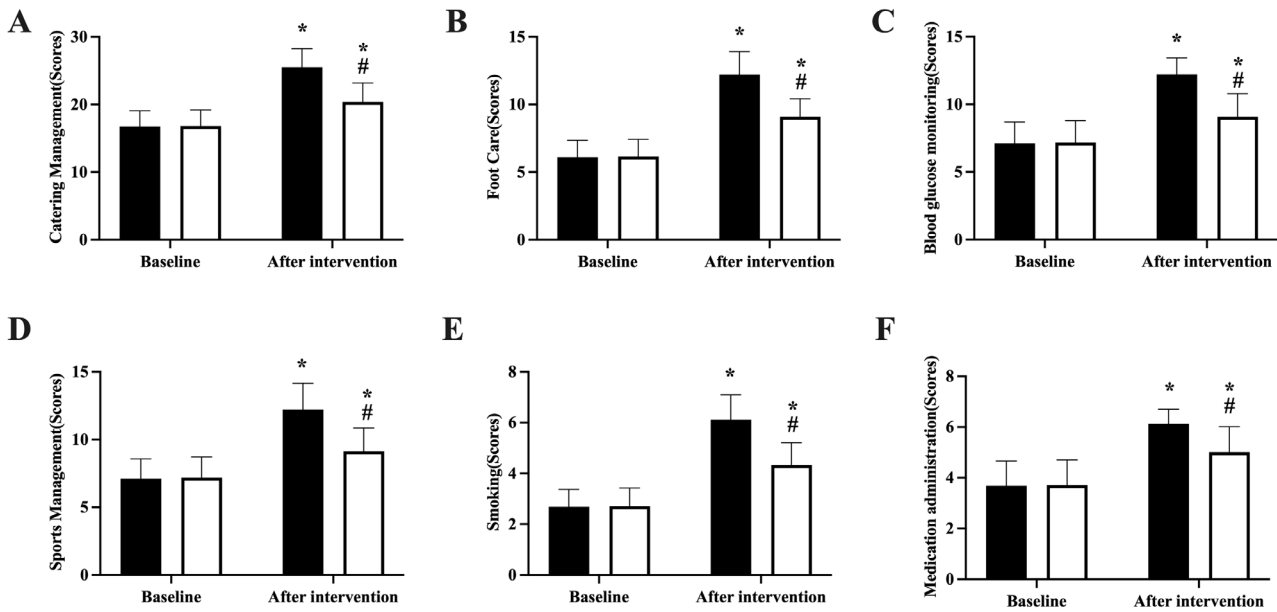 A
Catering Management(Scores)
30
20
10
0
*
*
#
Baseline
After intervention
B
Foot Care(Scores)
15
10
5
0
*
*
#
Baseline
After intervention
C
Blood glucose monitoring(Scores)
15
10
5
0
*
*
#
Baseline
After intervention
D
Sports Management(Scores)
15
10
5
0
*
*
#
Baseline
After intervention
E
Smoking(Scores)
8
6
4
2
0
*
*
#
Baseline
After intervention
F
Medication administration(Scores)
8
6
4
2
0
*
*
#
Baseline
After intervention